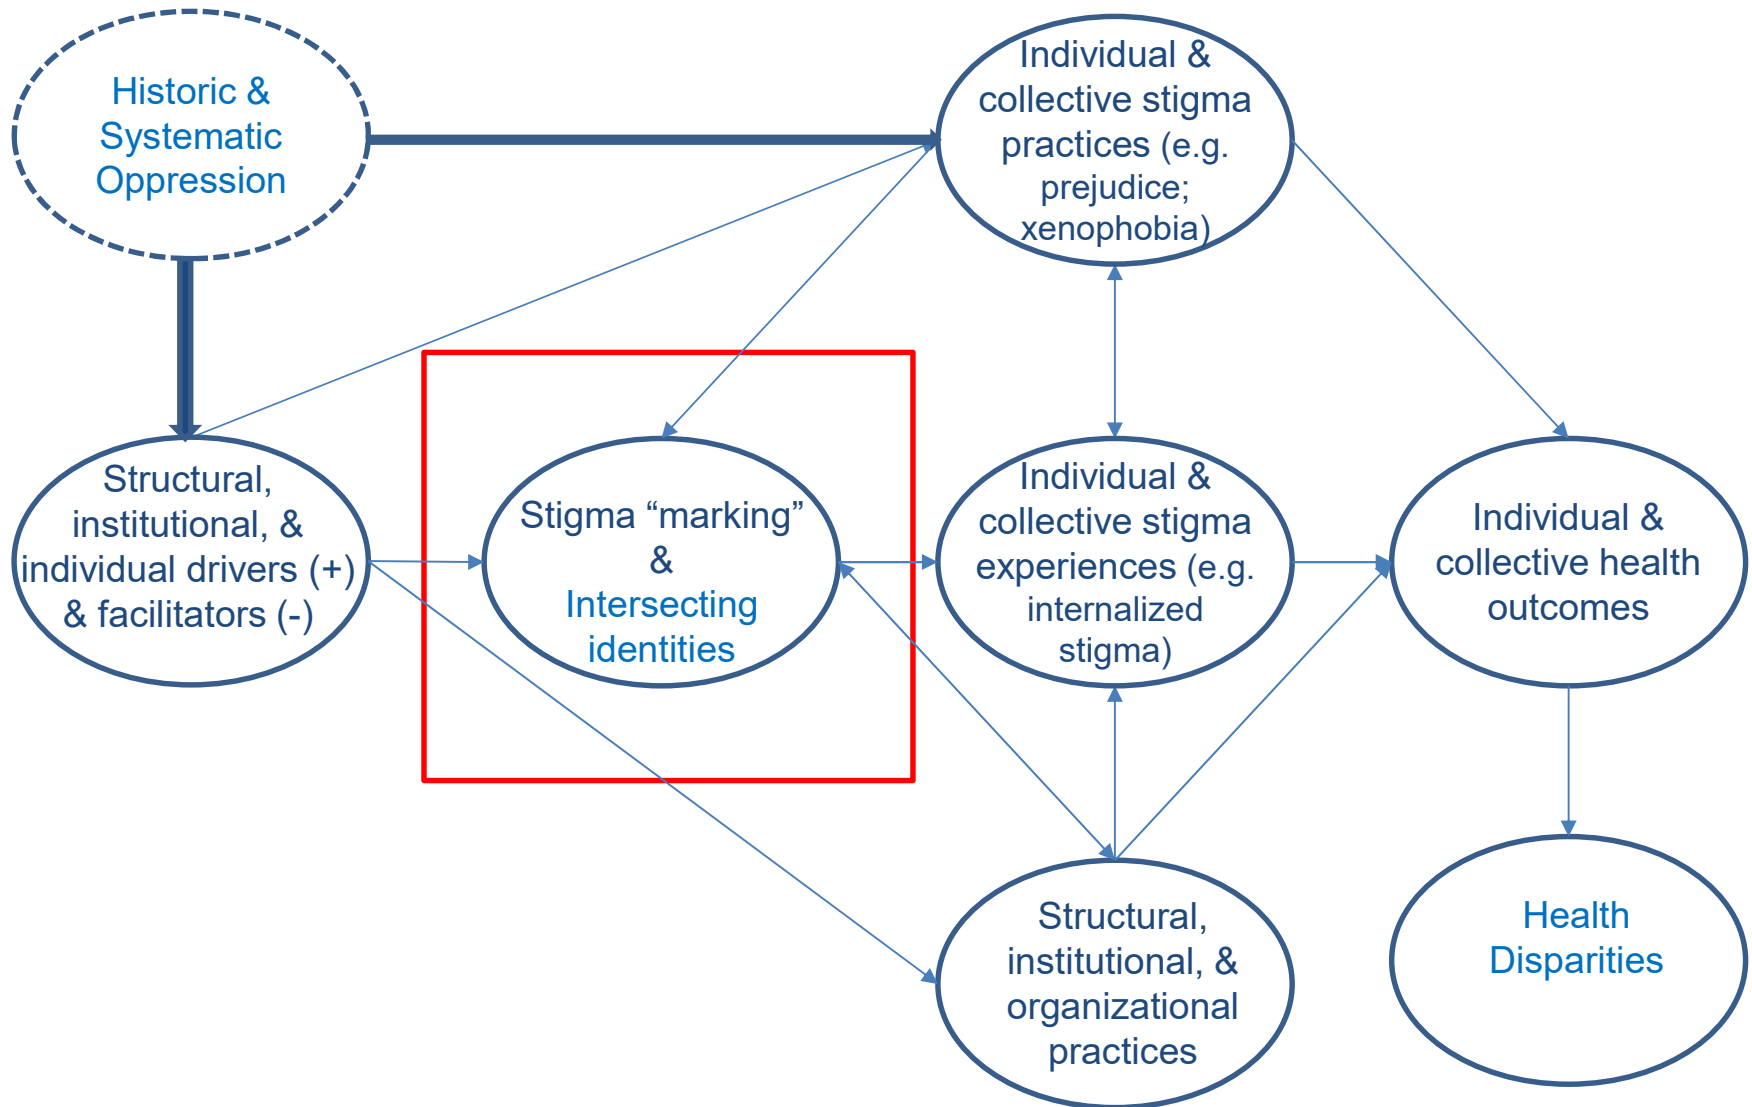 Historic &
Systematic
Oppression
Individual &
collective stigma
practices (e.g.
prejudice;
xenophobia)
Structural,
institutional, &
individual drivers (+)
& facilitators (-)
Stigma “marking”
&
Intersecting
identities
Individual &
collective stigma
experiences (e.g.
internalized
stigma)
Individual &
collective health
outcomes
Structural,
institutional, &
organizational
practices
Health
Disparities